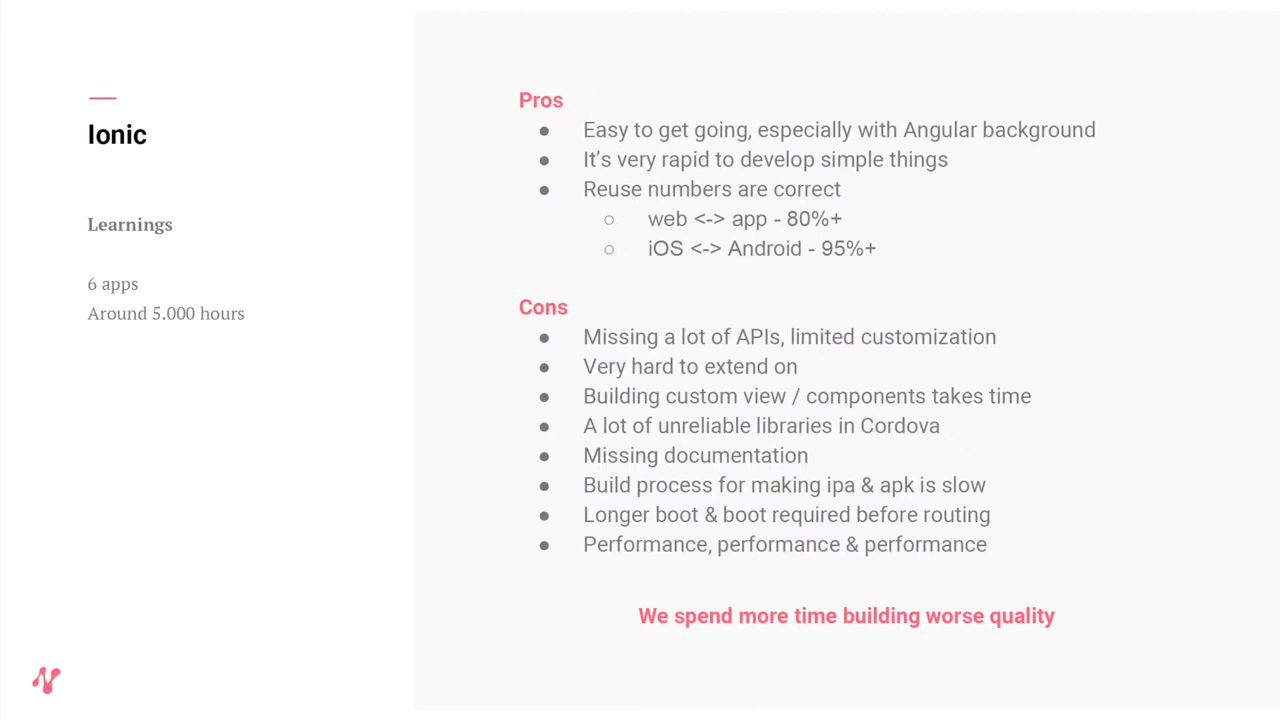 Ionic
Learnings
6 apps
Around 5.000 hours
Pros
● Easy to get going, especially with Angular background
● It’s very rapid to develop simple things
● Reuse numbers are correct
○ web <-> app - 80%+
○ iOS <-> Android - 95%+
Cons
● Missing a lot of APIs, limited customization
● Very hard to extend on
● Building custom view / components takes time
● A lot of unreliable libraries in Cordova
● Missing documentation
● Build process for making ipa & apk is slow
● Longer boot & boot required before routing
● Performance, performance & performance
We spend more time building worse quality